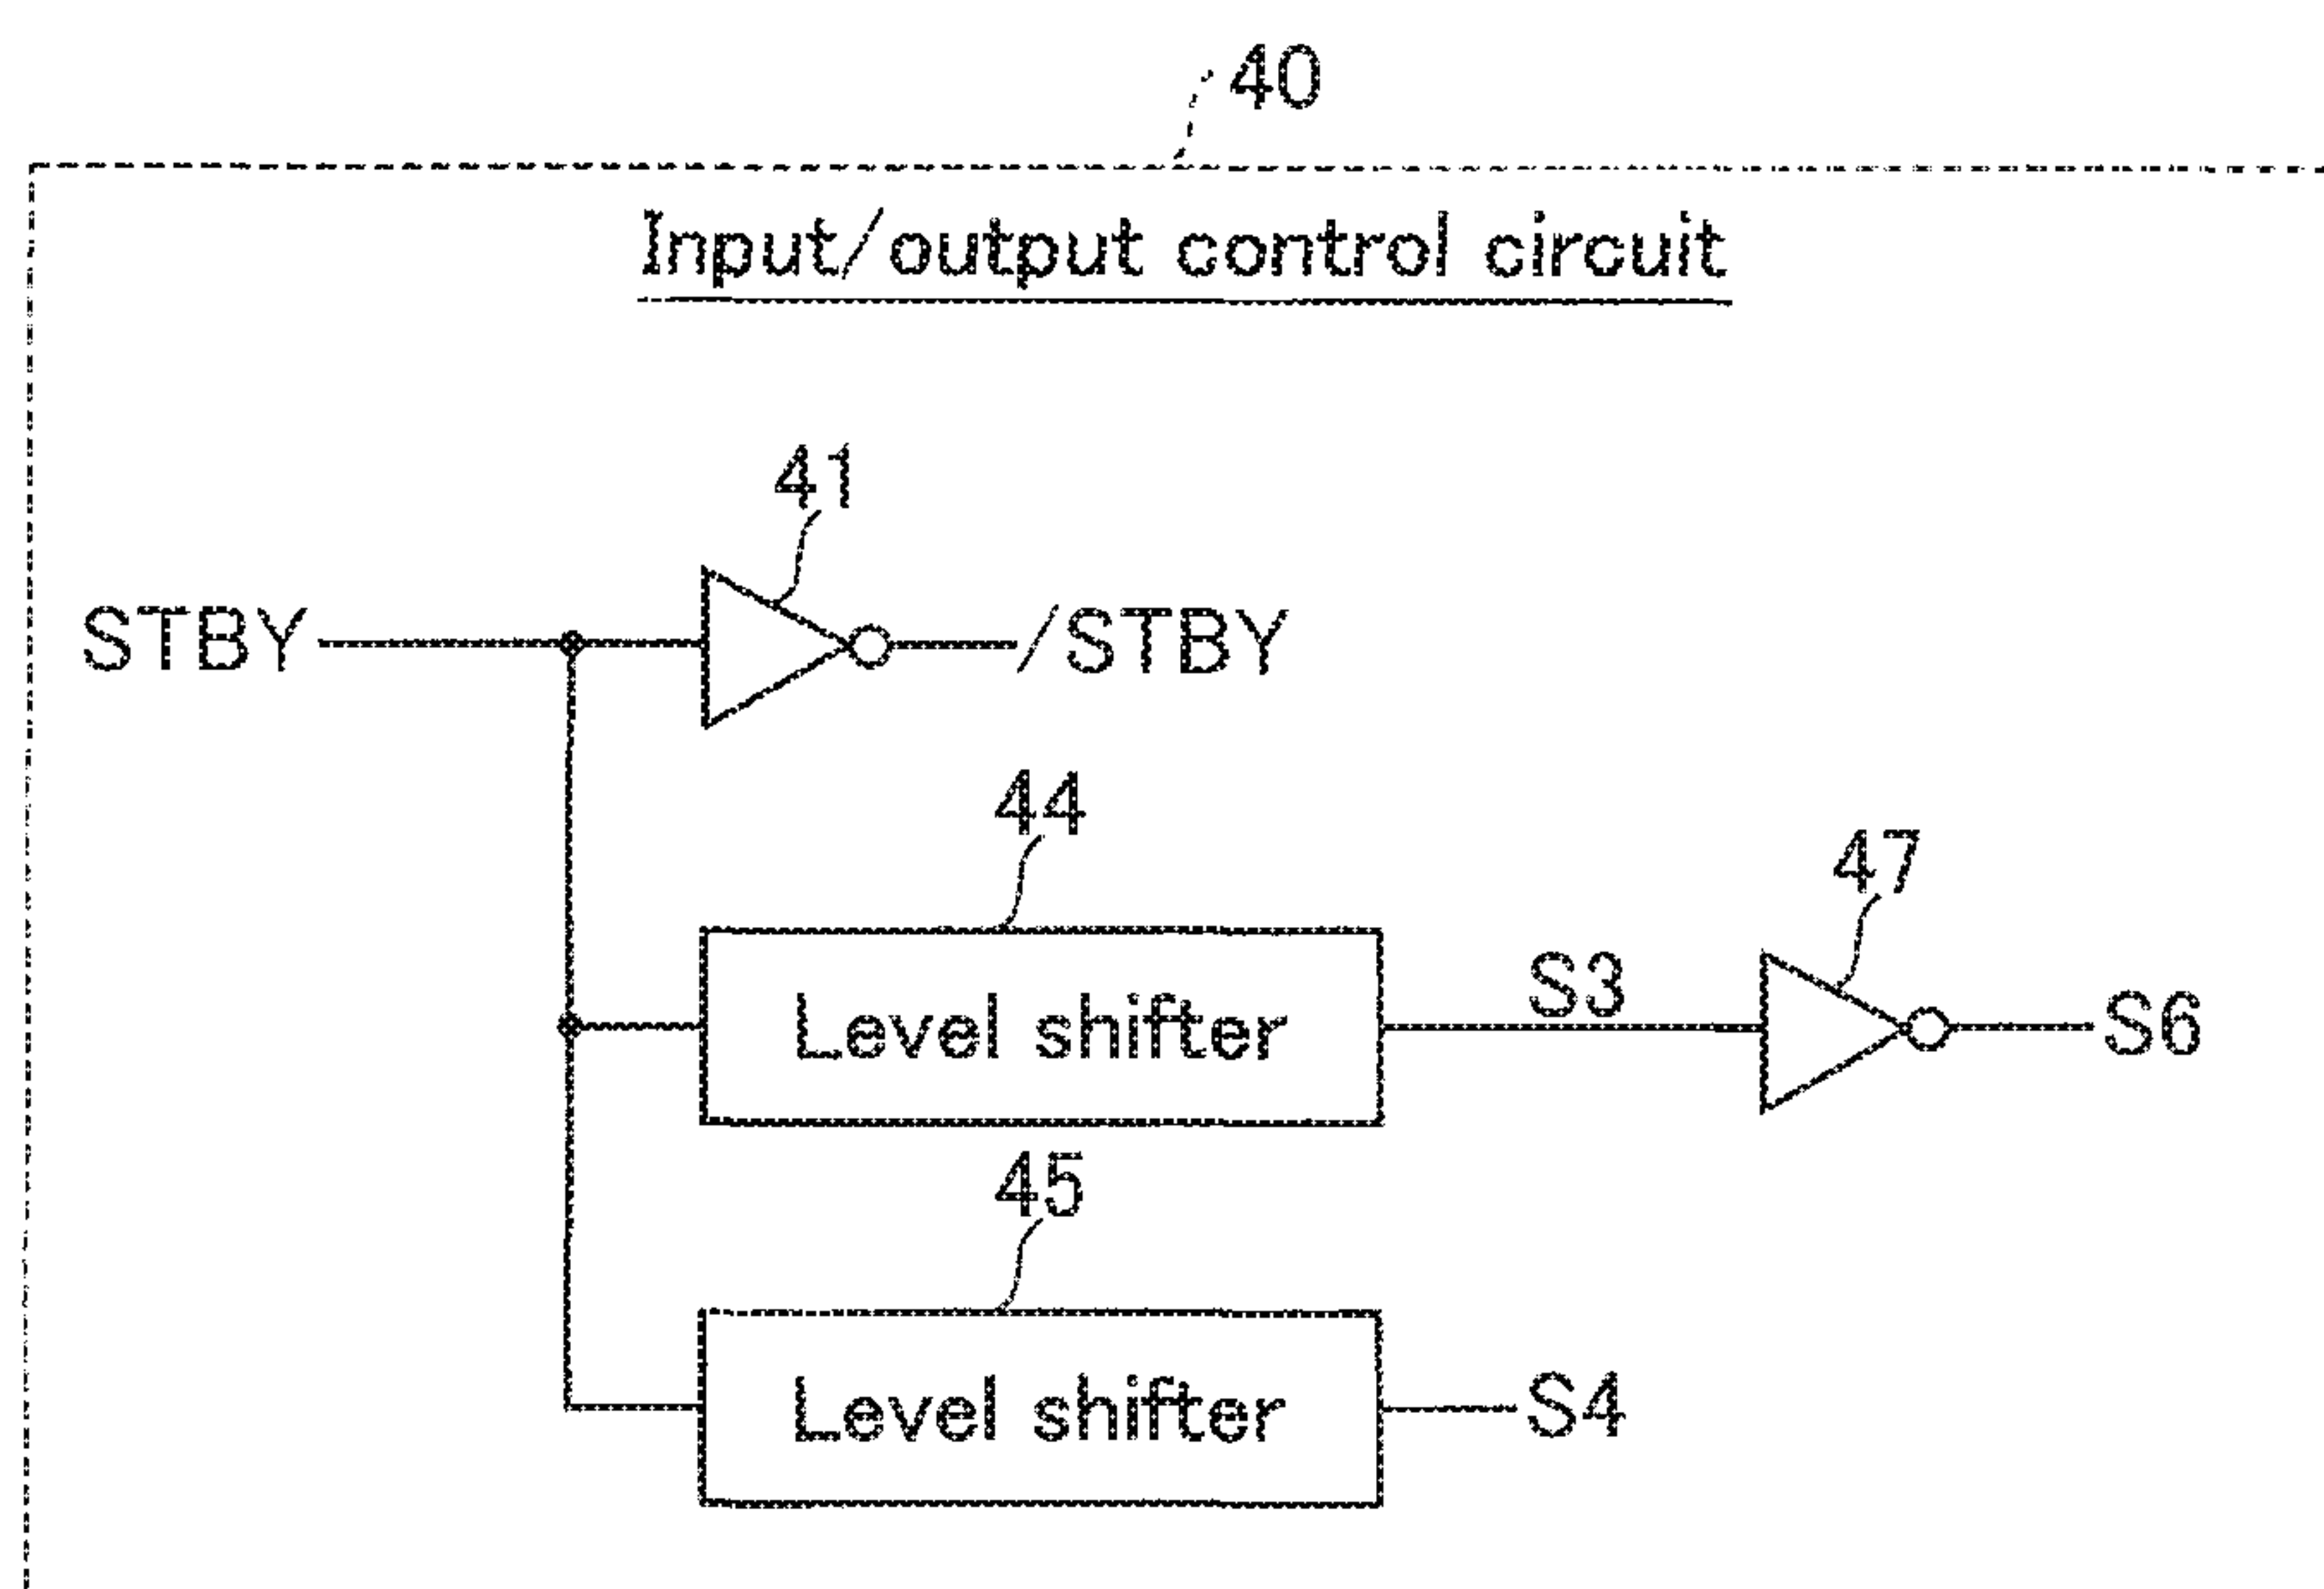 40
Input/output control circuit
41
STBY /STBY
44
47
Level shifter S3 S6
45
Level shifter S4